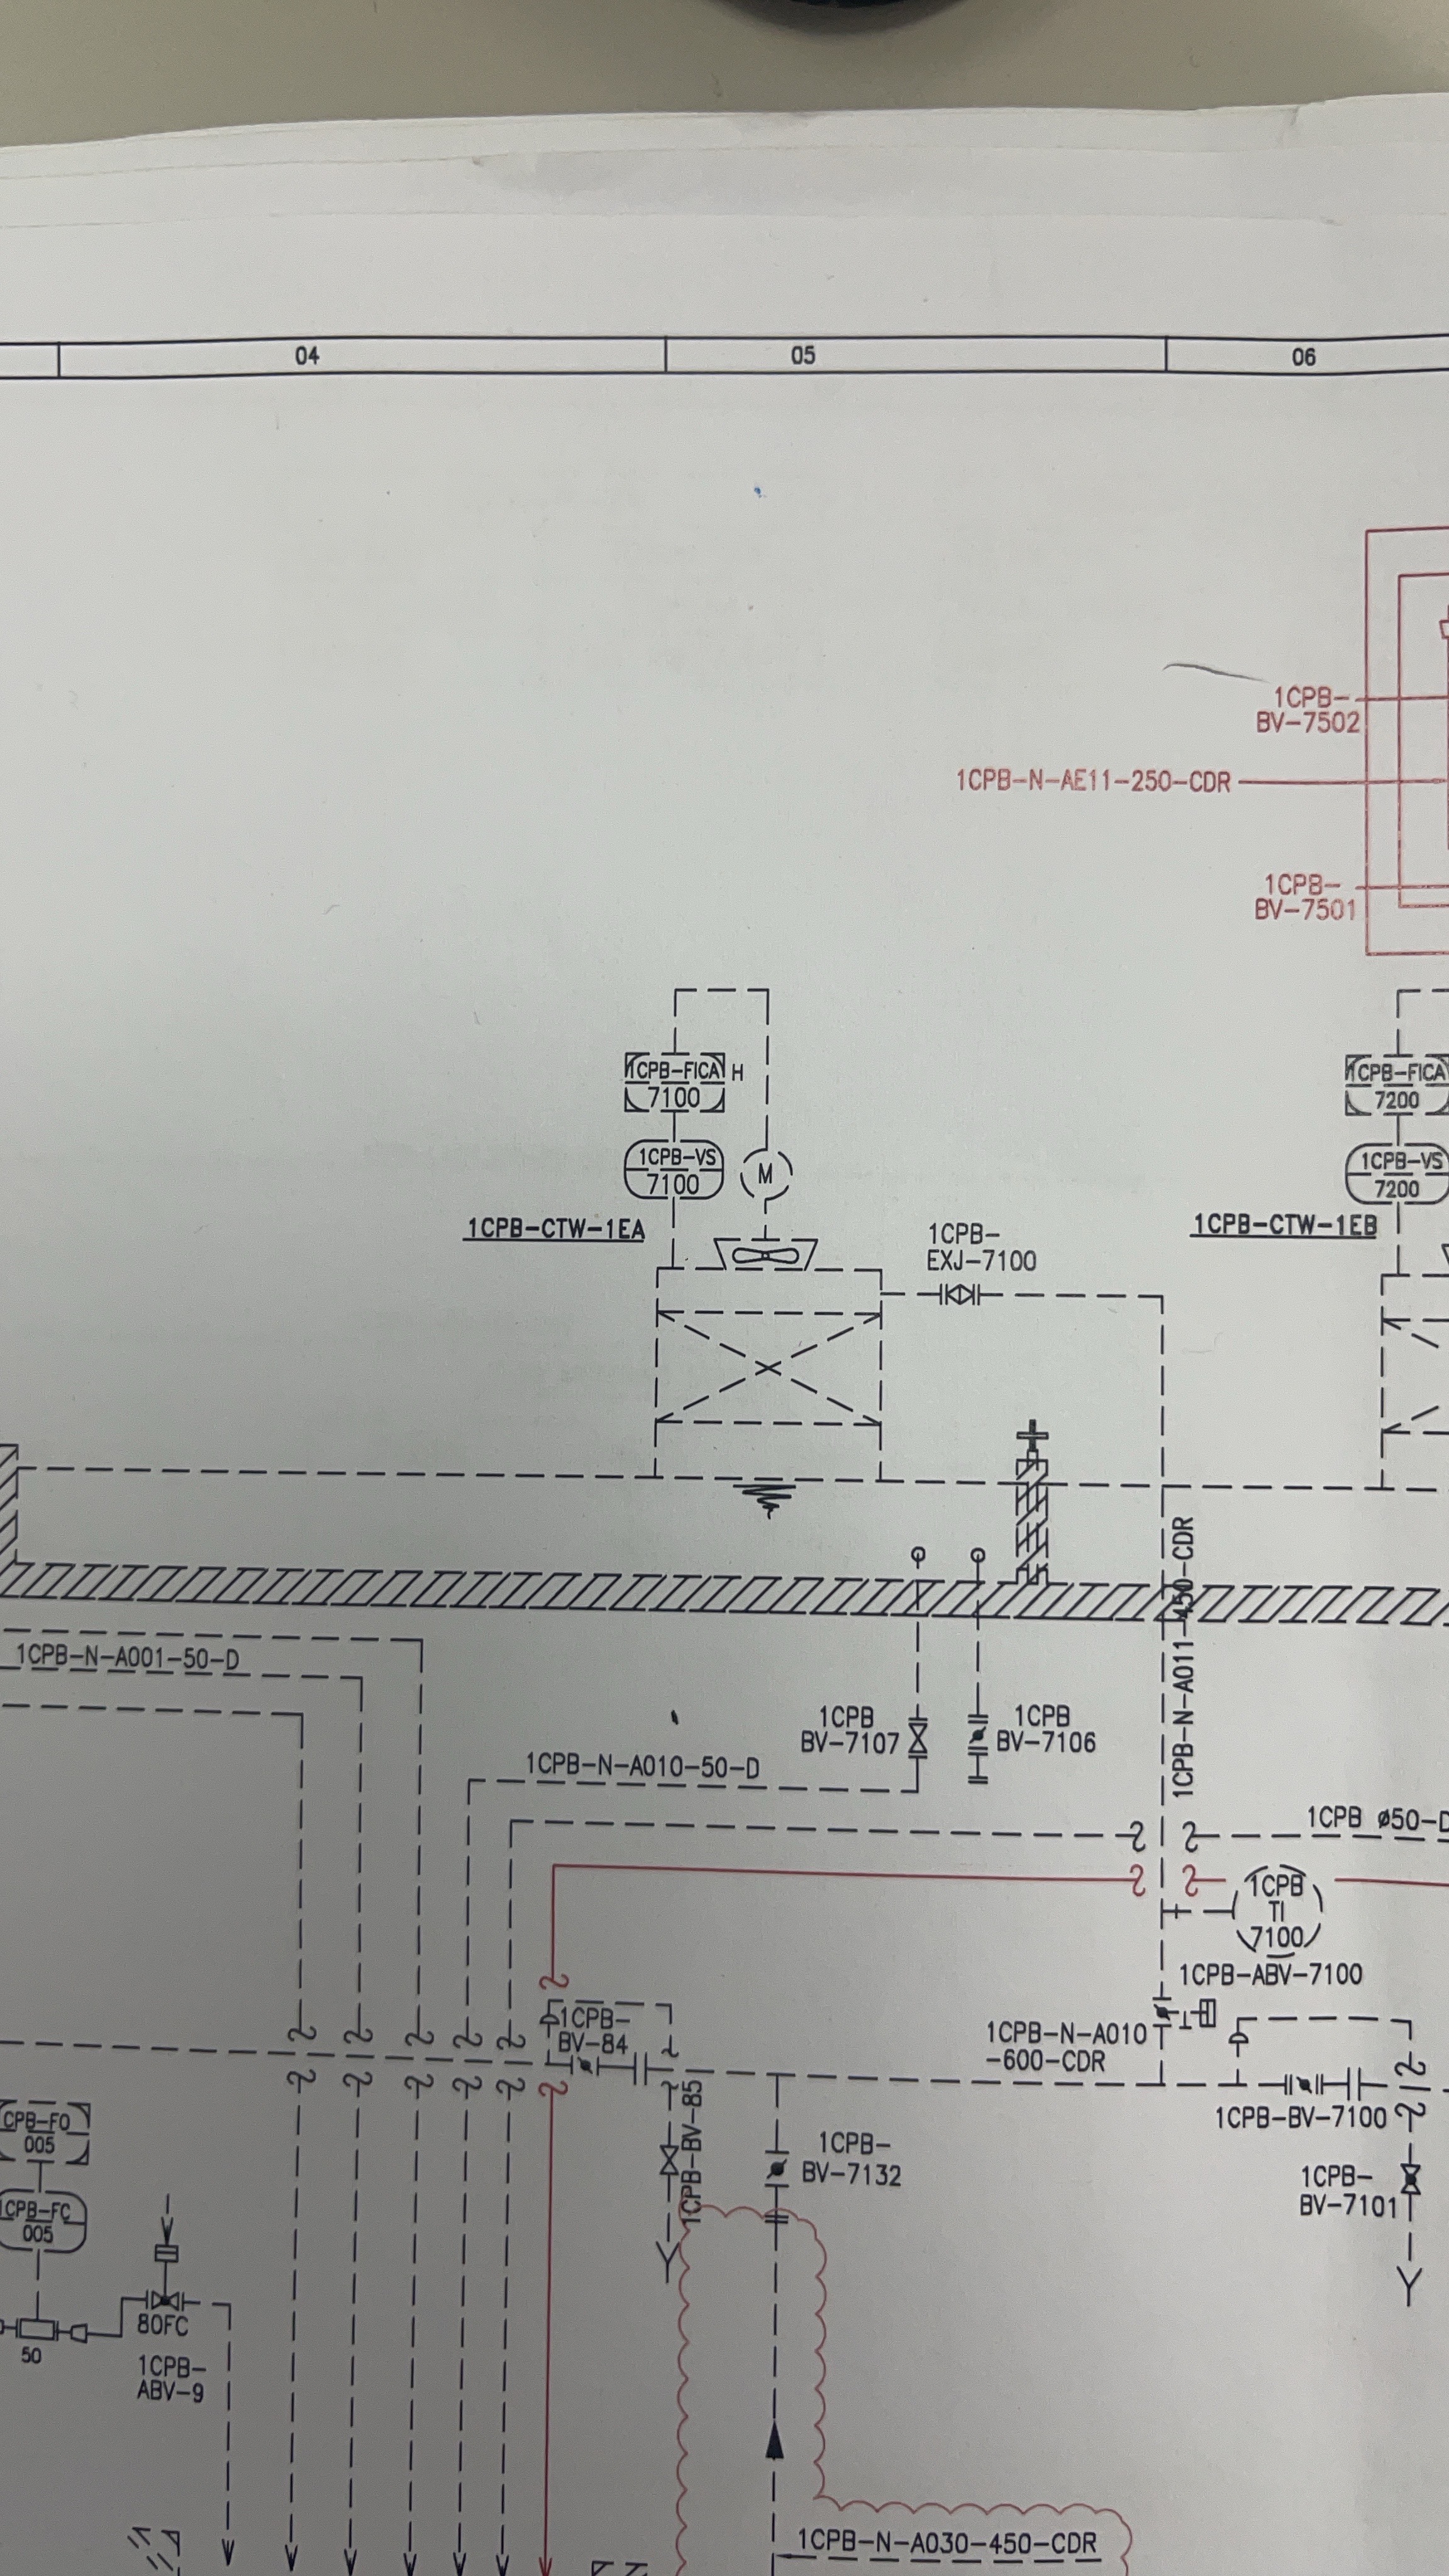 04
05
06
1CPB-
BV-7502
1CPB-N-AE11-250-CDR
1CPB-
BV-7501
1CPB-FICA
7100
H
1CPB-VS
7100
M
1CPB-CTW-1EA
1CPB-
EXJ-7100
1CPB-FICA
7200
1CPB-VS
7200
1CPB-CTW-1EB
1CPB-N-A011-450-CDR
1CPB-N-A001-50-D
1CPB
BV-7107
1CPB
BV-7106
1CPB-N-A010-50-D
1CPB ø50-D
1CPB
TI
7100
1CPB-ABV-7100
1CPB-
BV-84
1CPB-N-A010
-600-CDR
1CPB-BV-85
1CPB-BV-7100
1CPB-
BV-7132
1CPB-
BV-7101
CPB-FO
005
1CPB-FC
005
80FC
50
1CPB-
ABV-9
1CPB-N-A030-450-CDR